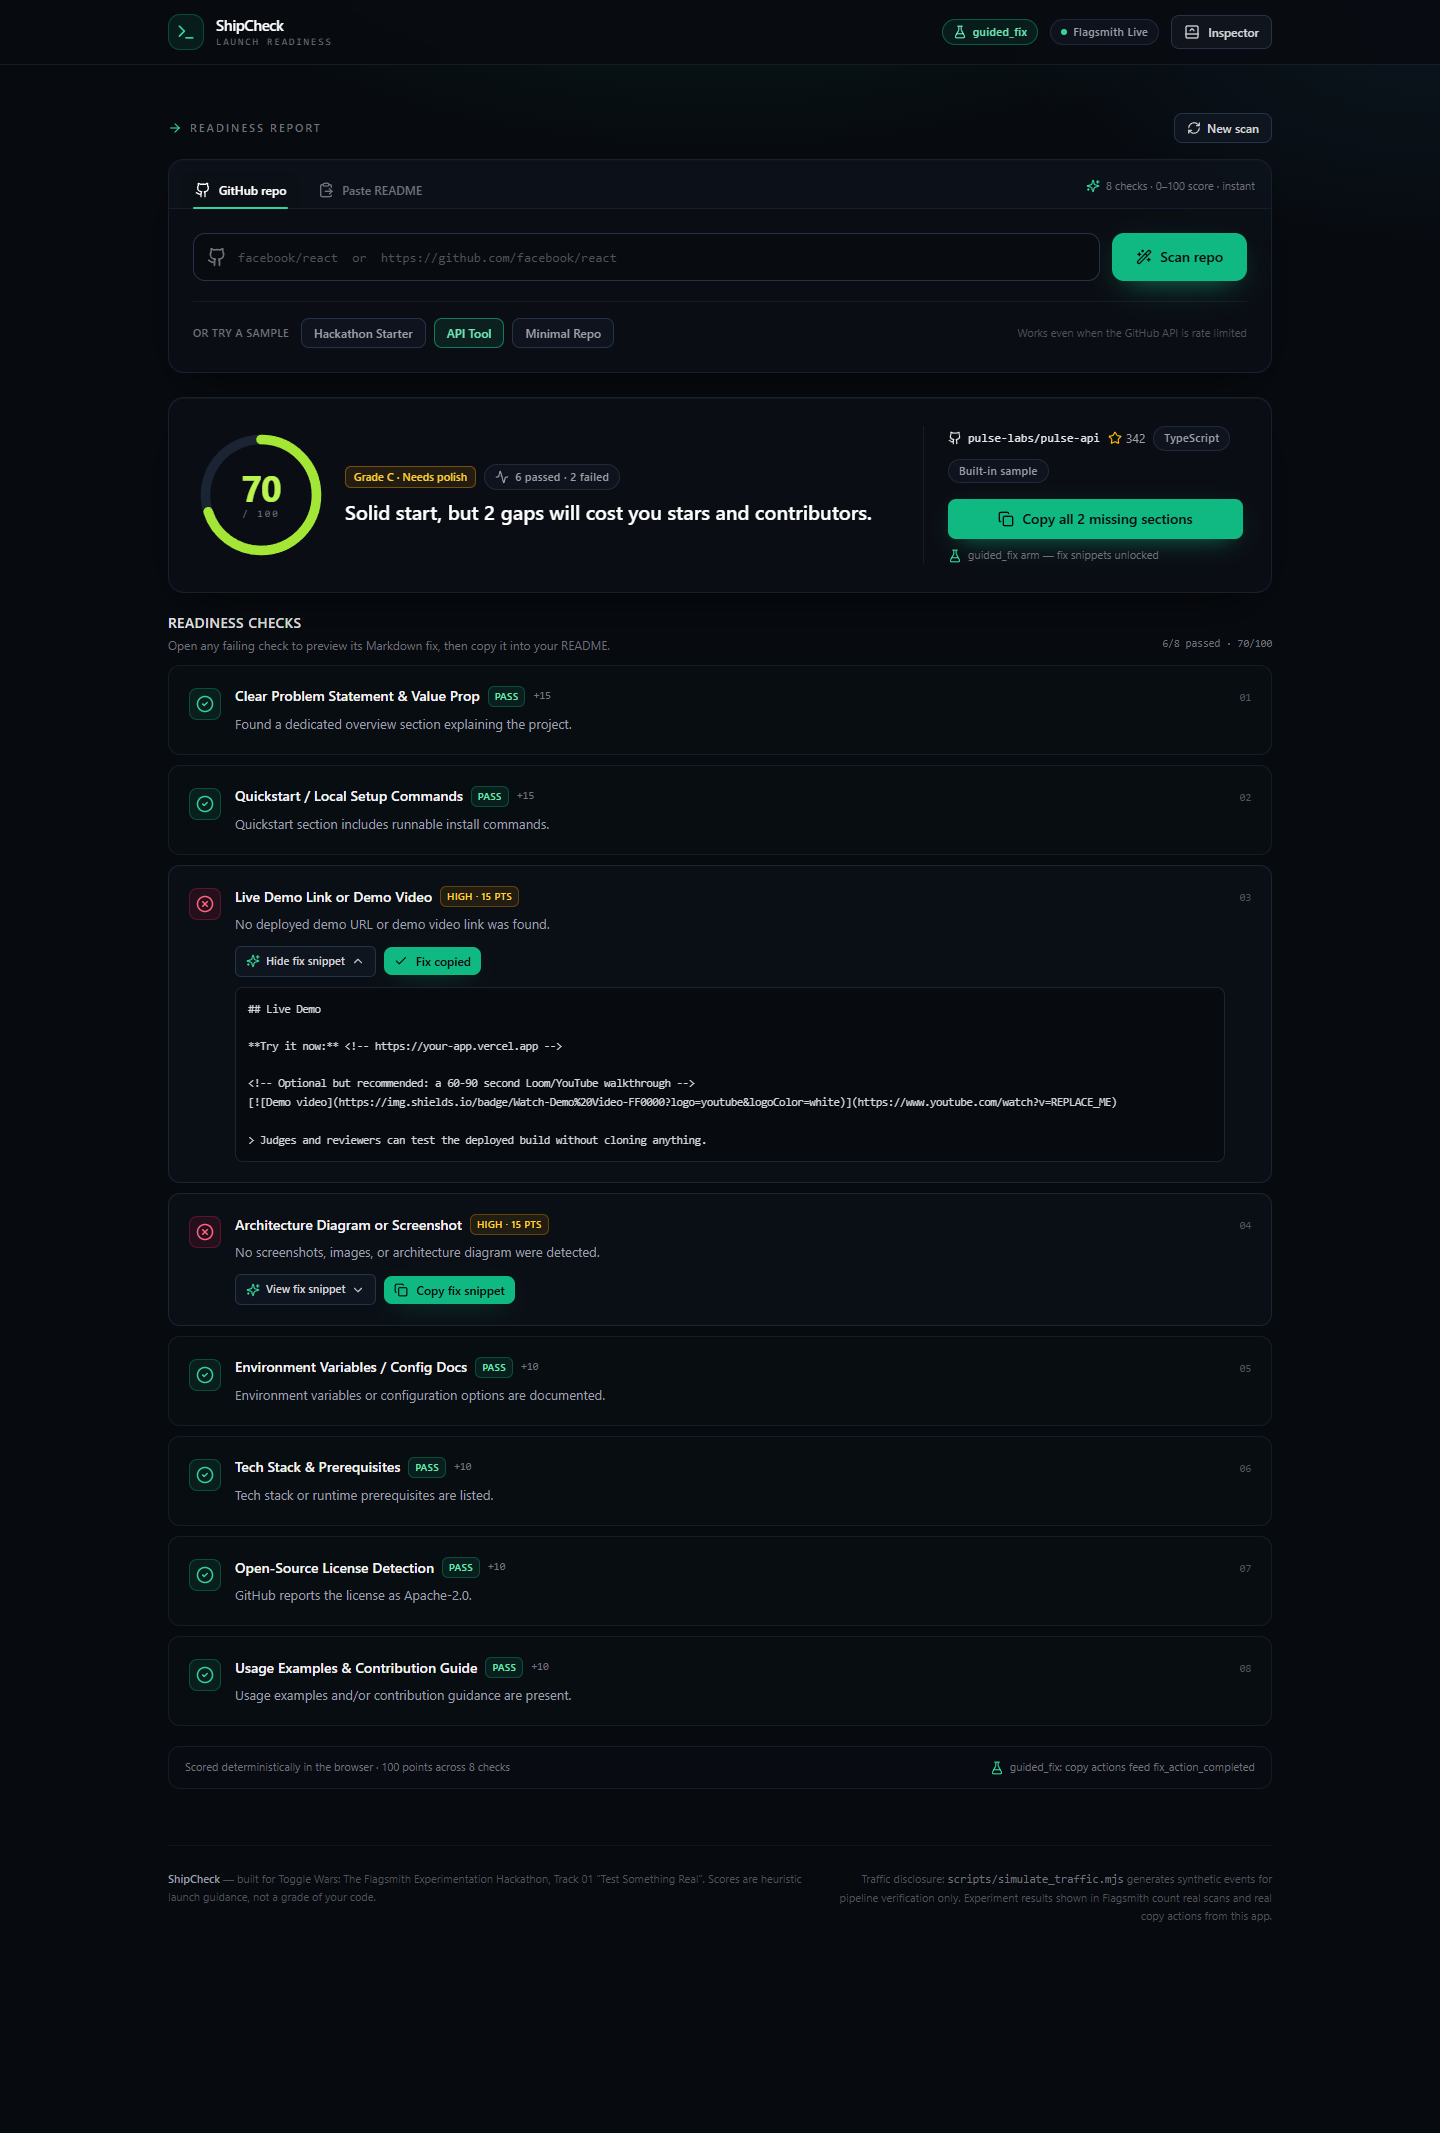 ShipCheck
LAUNCH READINESS
guided_fix
Flagsmith Live
Inspector
READINESS REPORT
New scan
GitHub repo
Paste README
8 checks · 0–100 score · instant
facebook/react or https://github.com/facebook/react
Scan repo
OR TRY A SAMPLE
Hackathon Starter
API Tool
Minimal Repo
Works even when the GitHub API is rate limited
70
/ 100
Grade C · Needs polish
6 passed · 2 failed
Solid start, but 2 gaps will cost you stars and contributors.
pulse-labs/pulse-api
342
TypeScript
Built-in sample
Copy all 2 missing sections
guided_fix arm — fix snippets unlocked
READINESS CHECKS
Open any failing check to preview its Markdown fix, then copy it into your README.
6/8 passed · 70/100
Clear Problem Statement & Value Prop PASS +15
01
Found a dedicated overview section explaining the project.
Quickstart / Local Setup Commands PASS +15
02
Quickstart section includes runnable install commands.
Live Demo Link or Demo Video HIGH · 15 PTS
03
No deployed demo URL or demo video link was found.
Hide fix snippet
Fix copied
## Live Demo
**Try it now:** <!-- https://your-app.vercel.app -->
<!-- Optional but recommended: a 60-90 second Loom/YouTube walkthrough -->
[![Demo video](https://img.shields.io/badge/Watch-Demo%20Video-FF0000?logo=youtube&logoColor=white)](https://www.youtube.com/watch?v=REPLACE_ME)
> Judges and reviewers can test the deployed build without cloning anything.
Architecture Diagram or Screenshot HIGH · 15 PTS
04
No screenshots, images, or architecture diagram were detected.
View fix snippet
Copy fix snippet
Environment Variables / Config Docs PASS +10
05
Environment variables or configuration options are documented.
Tech Stack & Prerequisites PASS +10
06
Tech stack or runtime prerequisites are listed.
Open-Source License Detection PASS +10
07
GitHub reports the license as Apache-2.0.
Usage Examples & Contribution Guide PASS +10
08
Usage examples and/or contribution guidance are present.
Scored deterministically in the browser · 100 points across 8 checks
guided_fix: copy actions feed fix_action_completed
ShipCheck — built for Toggle Wars: The Flagsmith Experimentation Hackathon, Track 01 "Test Something Real". Scores are heuristic
launch guidance, not a grade of your code.
Traffic disclosure: scripts/simulate_traffic.mjs generates synthetic events for
pipeline verification only. Experiment results shown in Flagsmith count real scans and real
copy actions from this app.